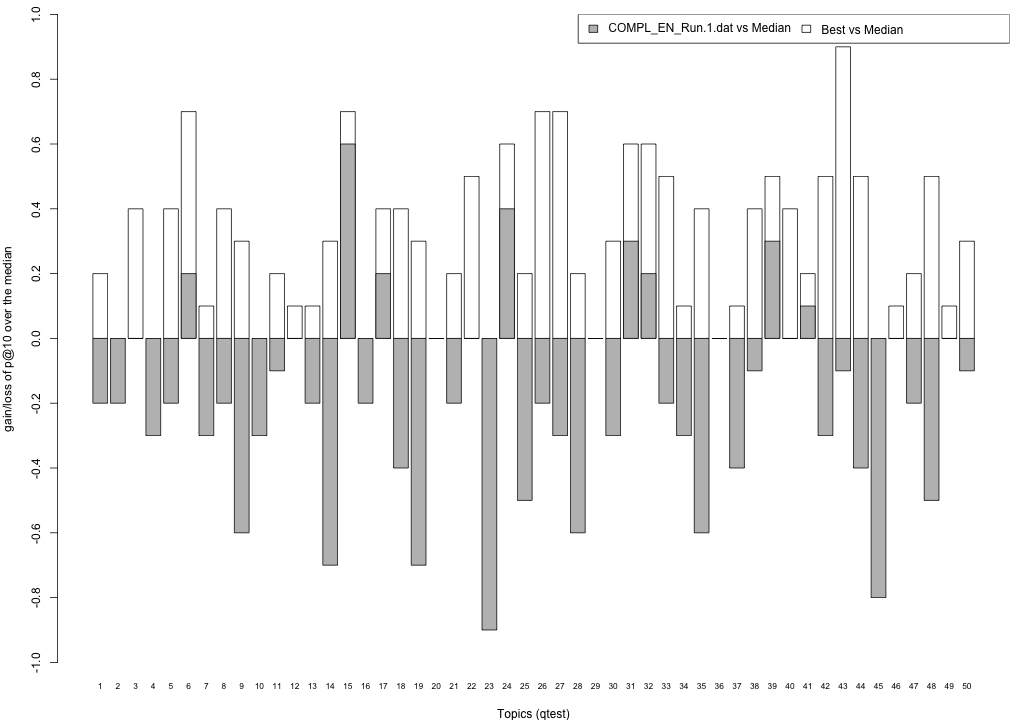 COMPL_EN_Run.1.dat vs Median Best vs Median
1.0
0.8
0.6
0.4
0.2
0.0
-0.2
-0.4
-0.6
-0.8
-1.0
gain/loss of p@10 over the median
1 2 3 4 5 6 7 8 9 10 11 12 13 14 15 16 17 18 19 20 21 22 23 24 25 26 27 28 29 30 31 32 33 34 35 36 37 38 39 40 41 42 43 44 45 46 47 48 49 50
Topics (qtest)